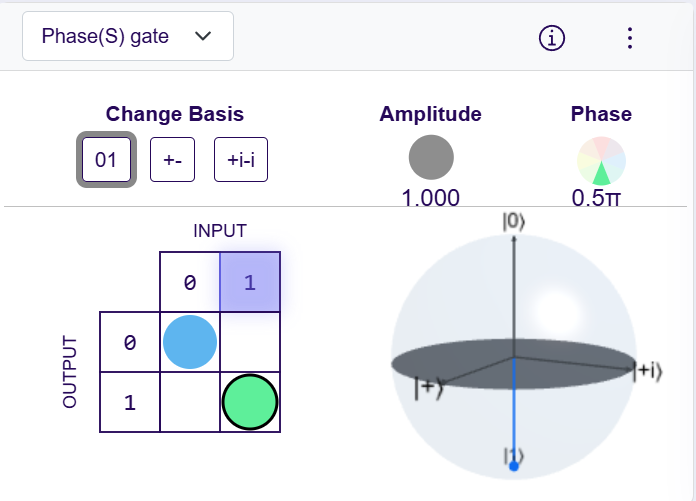 Phase(S) gate
Change Basis
Amplitude
Phase
01
+-
+i-i
1.000
0.5π
INPUT
0 1
OUTPUT
0
1
|0⟩
|+i⟩
|+⟩
|1⟩